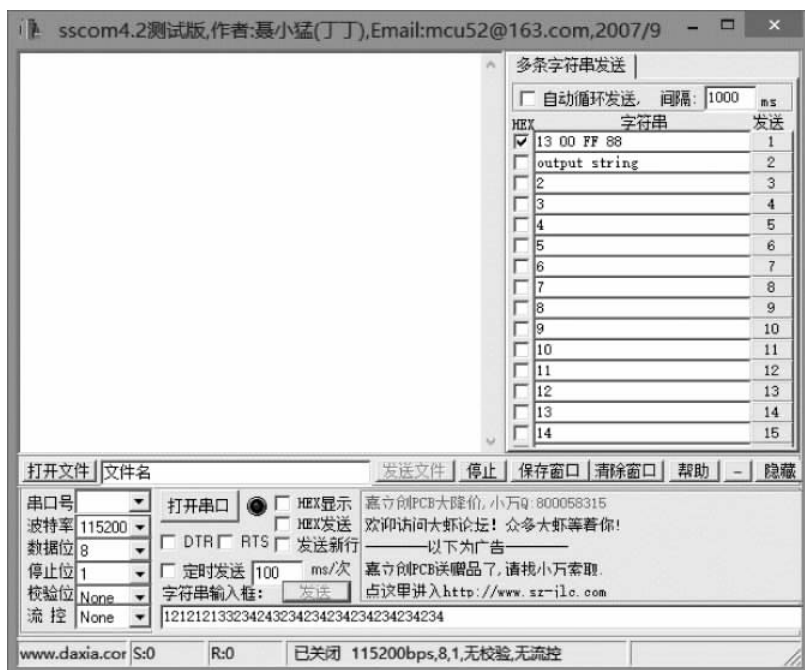 sscom4.2测试版,作者:聂小猛(丁丁),Email:mcu52@163.com,2007/9
多条字符串发送
自动循环发送, 间隔: 1000 ms
HEX 字符串 发送
13 00 FF 88 1
output string 2
2 3
3 4
4 5
5 6
6 7
7 8
8 9
9 10
10 11
11 12
12 13
13 14
14 15
打开文件 文件名 发送文件 停止 保存窗口 清除窗口 帮助 - 隐藏
串口号 打开串口 HEX显示
波特率 115200 HEX发送
数据位 8 DTR RTS 发送新行
停止位 1 定时发送 100 ms/次
校验位 None 字符串输入框: 发送
流 控 None 121212133234243234234234234234234234
嘉立创PCB大降价,小万Q:800058315
欢迎访问大虾论坛!众多大虾等着你!
————以下为广告————
嘉立创PCB送赠品了,请找小万索取.
点这里进入http://www.sz-jlc.com
www.daxia.cor S:0 R:0 已关闭 115200bps,8,1,无校验,无流控